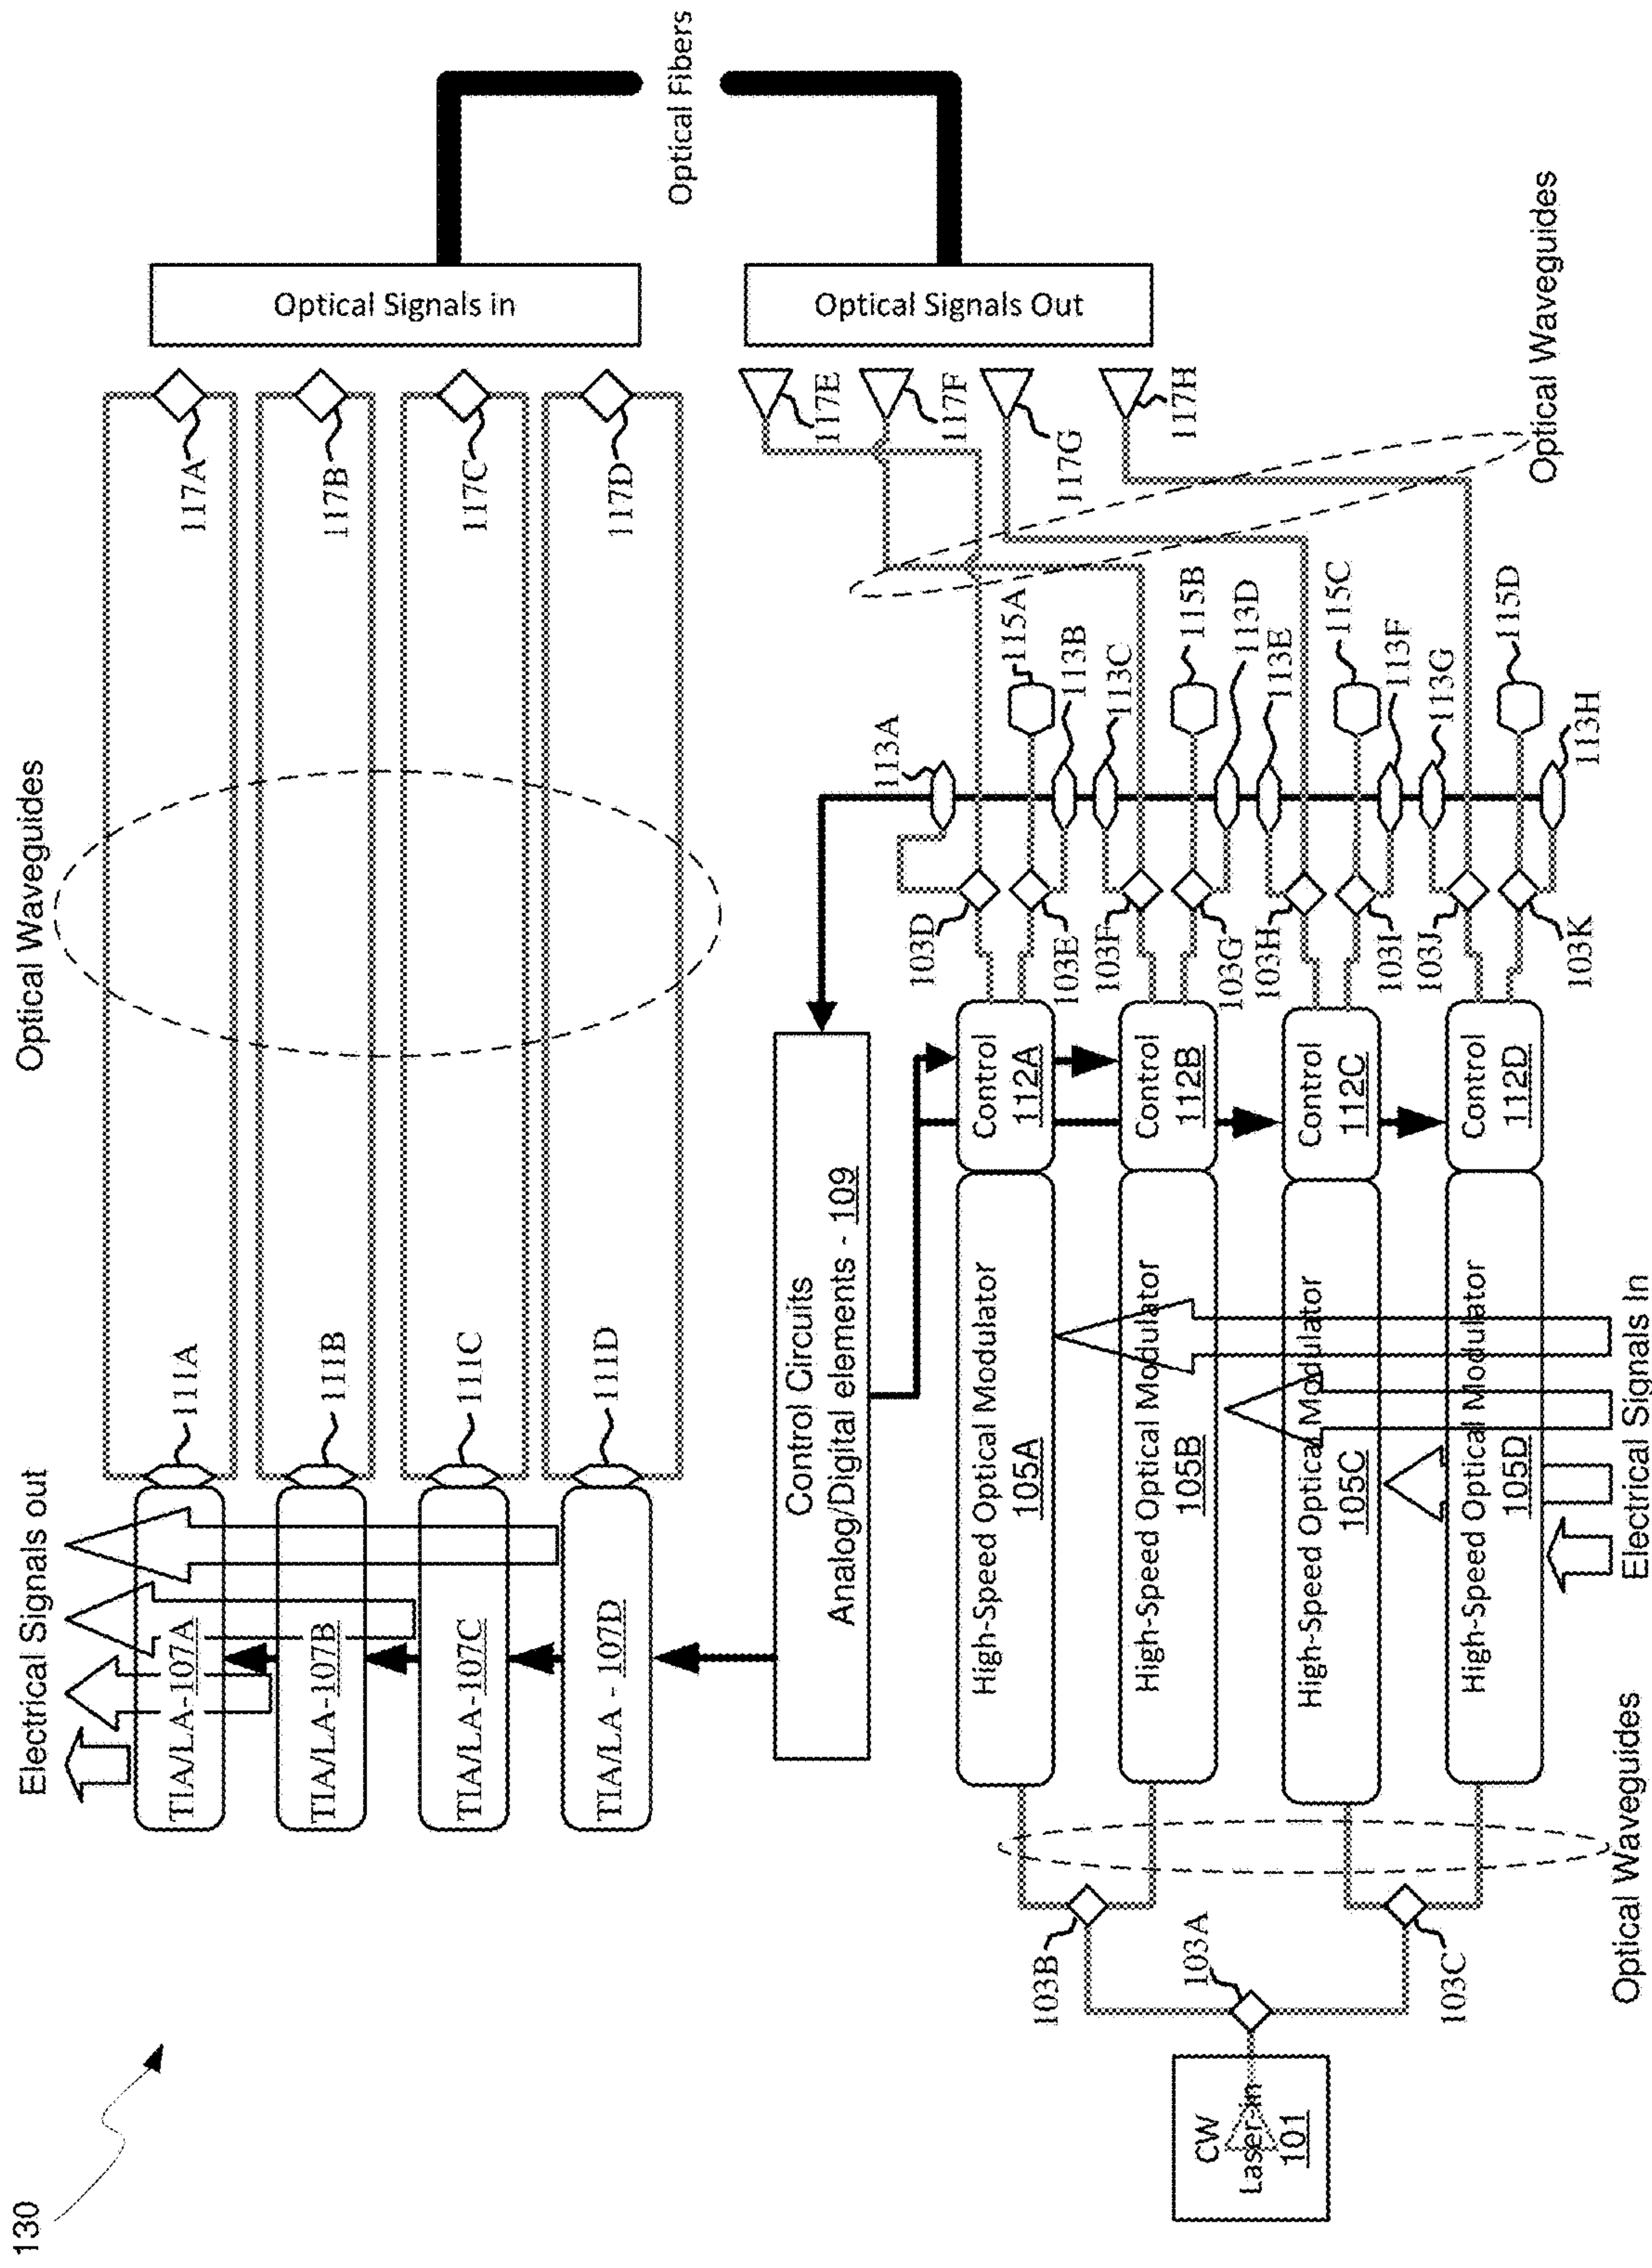 130
Electrical Signals out
Optical Waveguides
TIA/LA-107A
111A
117A
TIA/LA-107B
111B
117B
TIA/LA-107C
111C
117C
TIA/LA - 107D
111D
117D
Optical Signals in
Optical Fibers
Optical Signals Out
Control Circuits
Analog/Digital elements - 109
117E
117F
117G
117H
Optical Waveguides
CW
Laser-in
101
103A
103B
103C
Optical Waveguides
High-Speed Optical Modulator
105A
Control
112A
High-Speed Optical Modulator
105B
Control
112B
High-Speed Optical Modulator
105C
Control
112C
High-Speed Optical Modulator
105D
Control
112D
Electrical Signals In
103D
103E
103F
103G
103H
103I
103J
103K
113A
115A
113B
113C
115B
113D
113E
115C
113F
113G
115D
113H